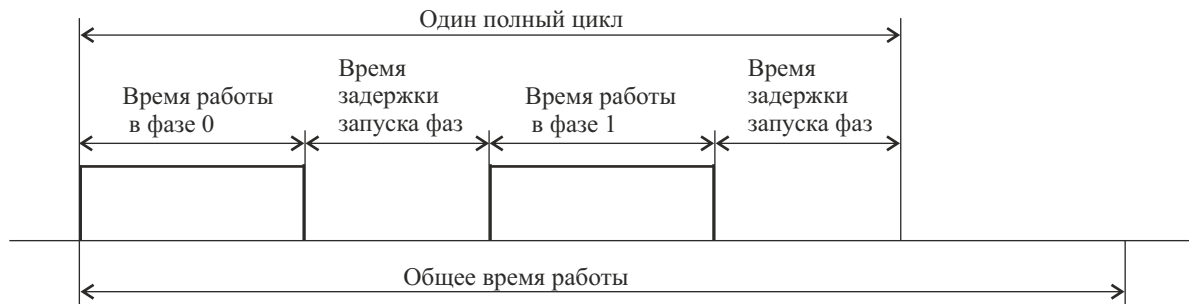 Один полный цикл
Время работы
в фазе 0
Время
задержки
запуска фаз
Время работы
в фазе 1
Время
задержки
запуска фаз
Общее время работы